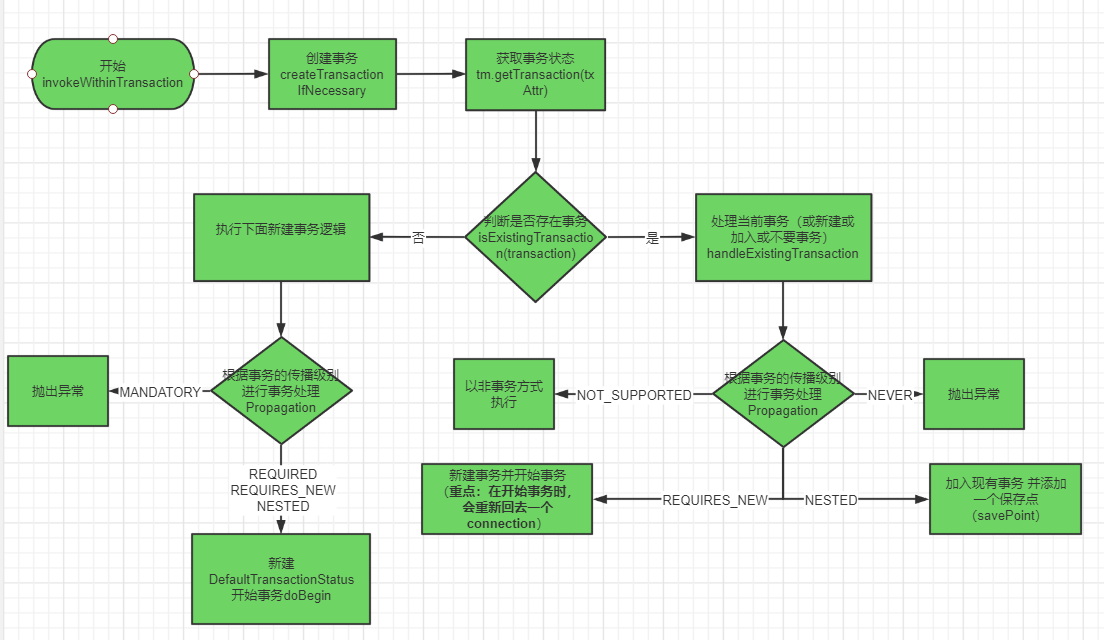 开始
invokeWithinTransaction
创建事务
createTransaction
IfNecessary
获取事务状态
tm.getTransaction(tx
Attr)
执行下面新建事务逻辑
否
判断是否存在事务
isExistingTransactio
n(transaction)
是
处理当前事务（或新建或
加入或不要事务）
handleExistingTransaction
抛出异常
MANDATORY
根据事务的传播级别
进行事务处理
Propagation
以非事务方式
执行
NOT_SUPPORTED
根据事务的传播级别
进行事务处理
Propagation
NEVER
抛出异常
REQUIRED
REQUIRES_NEW
NESTED
新建事务并开始事务
（重点：在开始事务时，
会重新回去一个
connection）
REQUIRES_NEW
NESTED
加入现有事务 并添加
一个保存点
（savePoint）
新建
DefaultTransactionStatus
开始事务doBegin